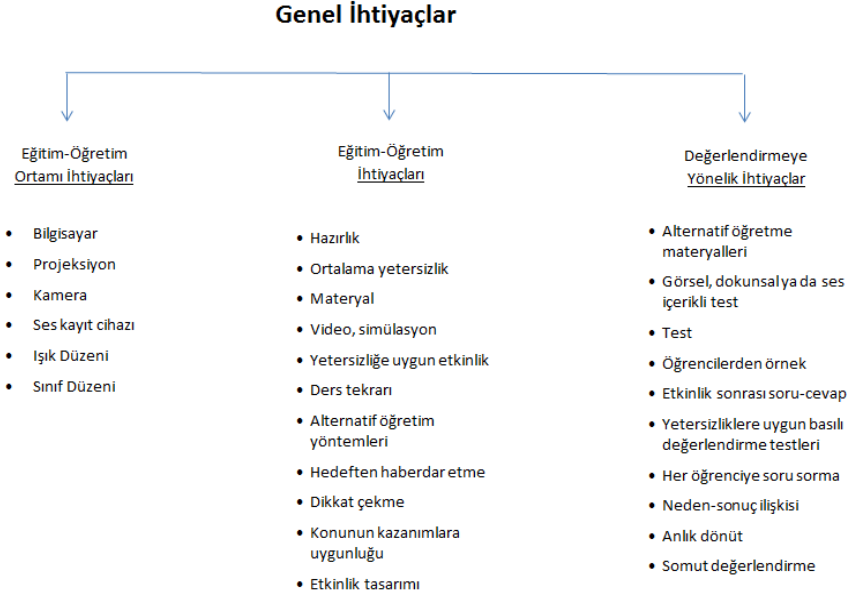 Genel İhtiyaçlar
Eğitim-Öğretim
Ortamı İhtiyaçları
• Bilgisayar
• Projeksiyon
• Kamera
• Ses kayıt cihazı
• Işık Düzeni
• Sınıf Düzeni
Eğitim-Öğretim
İhtiyaçları
• Hazırlık
• Ortalama yetersizlik
• Materyal
• Video, simülasyon
• Yetersizliğe uygun etkinlik
• Ders tekrarı
• Alternatif öğretim
yöntemleri
• Hedeften haberdar etme
• Dikkat çekme
• Konunun kazanımlara
uygunluğu
• Etkinlik tasarımı
Değerlendirmeye
Yönelik İhtiyaçlar
• Alternatif öğretme
materyalleri
• Görsel, dokunsal ya da ses
içerikli test
• Test
• Öğrencilerden örnek
• Etkinlik sonrası soru-cevap
• Yetersizliklere uygun basılı
değerlendirme testleri
• Her öğrenciye soru sorma
• Neden-sonuç ilişkisi
• Anlık dönüt
• Somut değerlendirme